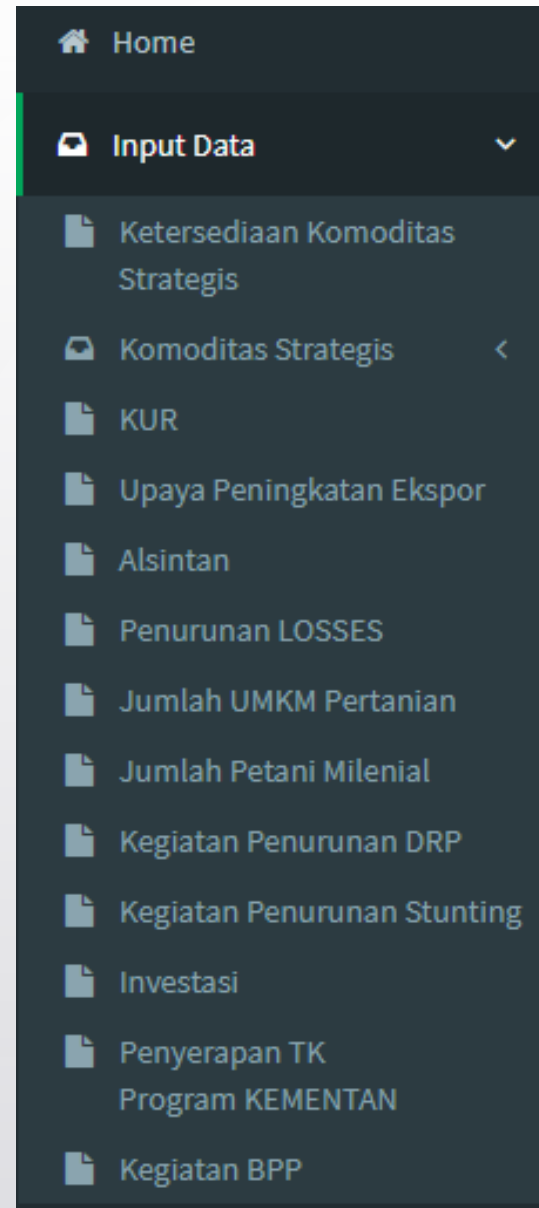 Home
Input Data
Ketersediaan Komoditas
Strategis
Komoditas Strategis
KUR
Upaya Peningkatan Ekspor
Alsintan
Penurunan LOSSES
Jumlah UMKM Pertanian
Jumlah Petani Milenial
Kegiatan Penurunan DRP
Kegiatan Penurunan Stunting
Investasi
Penyerapan TK
Program KEMENTAN
Kegiatan BPP